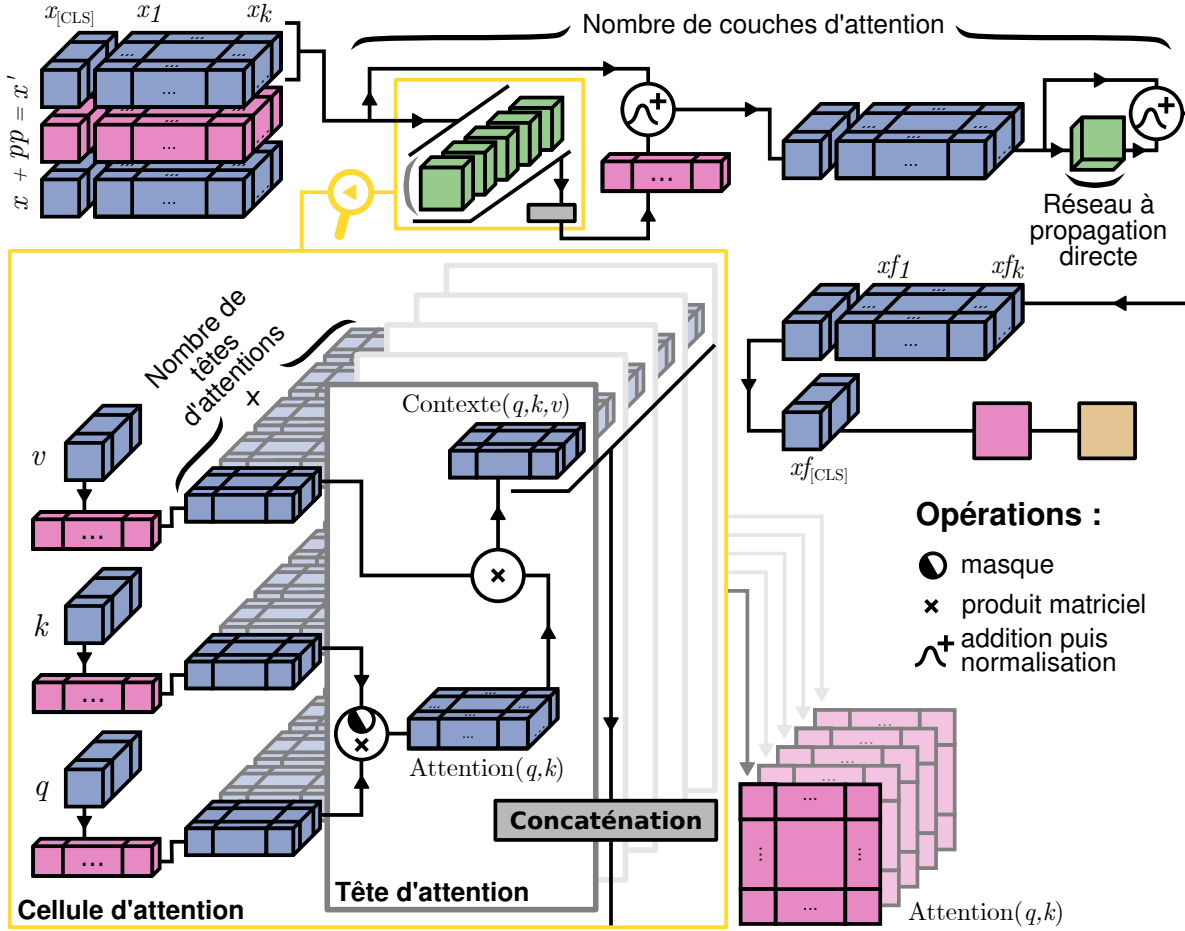 x[CLS] x1 xk
Nombre de couches d'attention
x + pp = x'
...
Réseau à
propagation
directe
xf1 xfk
Nombre de
têtes
d'attentions
x
Contexte(q,k,v)
v
...
xf[CLS]
Opérations :
masque
× produit matriciel
addition puis
normalisation
k
...
Attention(q,k)
q
...
Concaténation
Tête d'attention
Cellule d'attention
Attention(q,k)